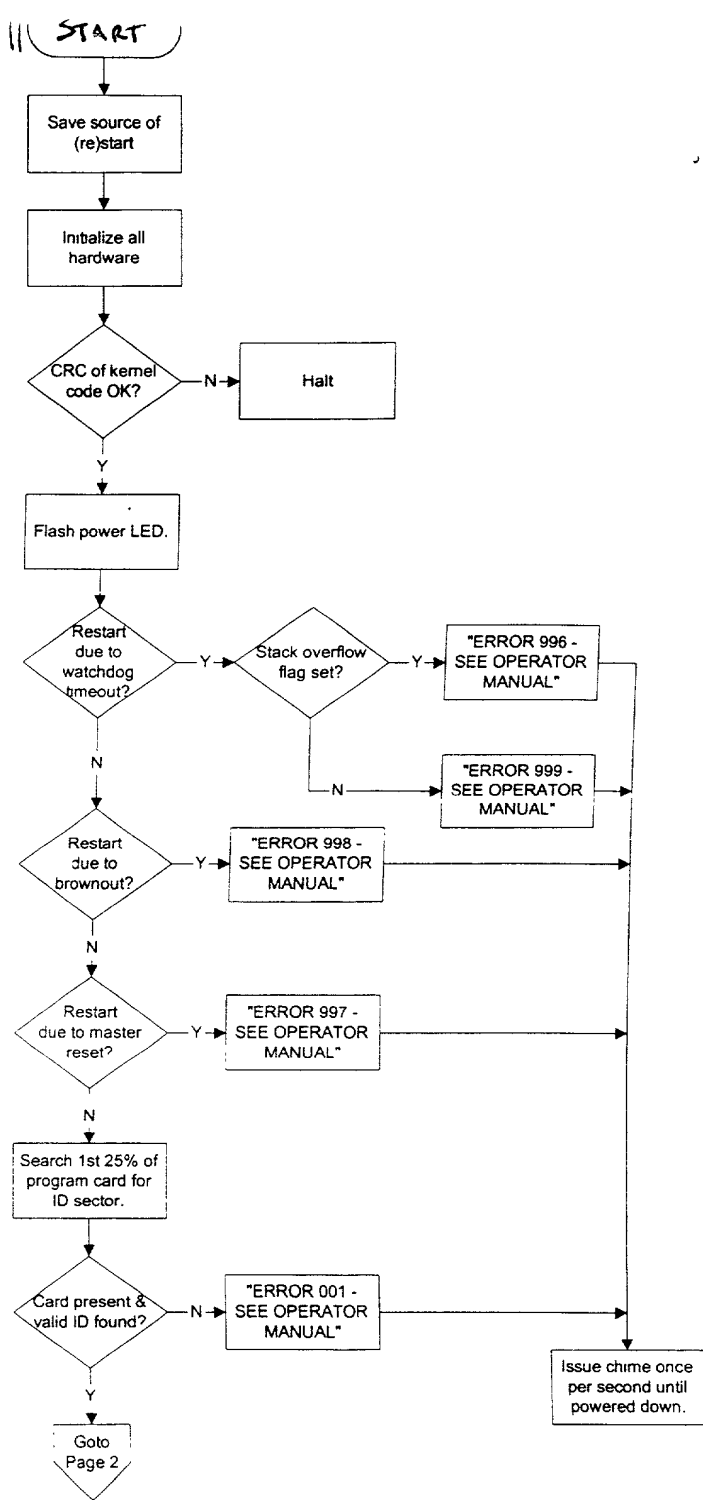 START
Save source of
(re)start
Initialize all
hardware
CRC of kernel
code OK?
N
Halt
Y
Flash power LED.
Restart
due to
watchdog
timeout?
Y
Stack overflow
flag set?
Y
"ERROR 996 -
SEE OPERATOR
MANUAL"
N
N
"ERROR 999 -
SEE OPERATOR
MANUAL"
Restart
due to
brownout?
Y
"ERROR 998 -
SEE OPERATOR
MANUAL"
N
Restart
due to master
reset?
Y
"ERROR 997 -
SEE OPERATOR
MANUAL"
N
Search 1st 25% of
program card for
ID sector.
Card present &
valid ID found?
N
"ERROR 001 -
SEE OPERATOR
MANUAL"
Issue chime once
per second until
powered down.
Y
Goto
Page 2